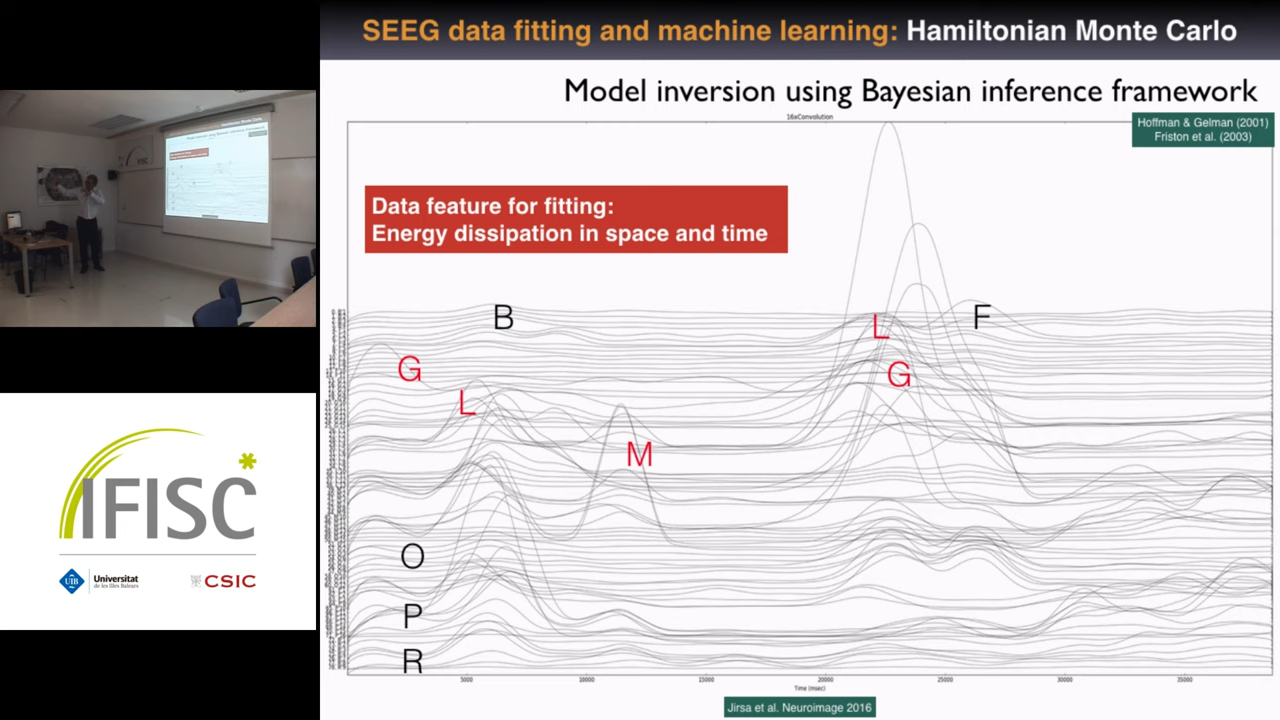 SEEG data fitting and machine learning: Hamiltonian Monte Carlo
Model inversion using Bayesian inference framework
16xConvolution
Hoffman & Gelman (2001)
Friston et al. (2003)
Data feature for fitting:
Energy dissipation in space and time
B
L
F
G
G
L
M
O
P
R
5000
10000
15000
20000
25000
30000
35000
Time (msec)
Jirsa et al. Neuroimage 2016
IFISC
UIB
Universitat
de les Illes Balears
CSIC